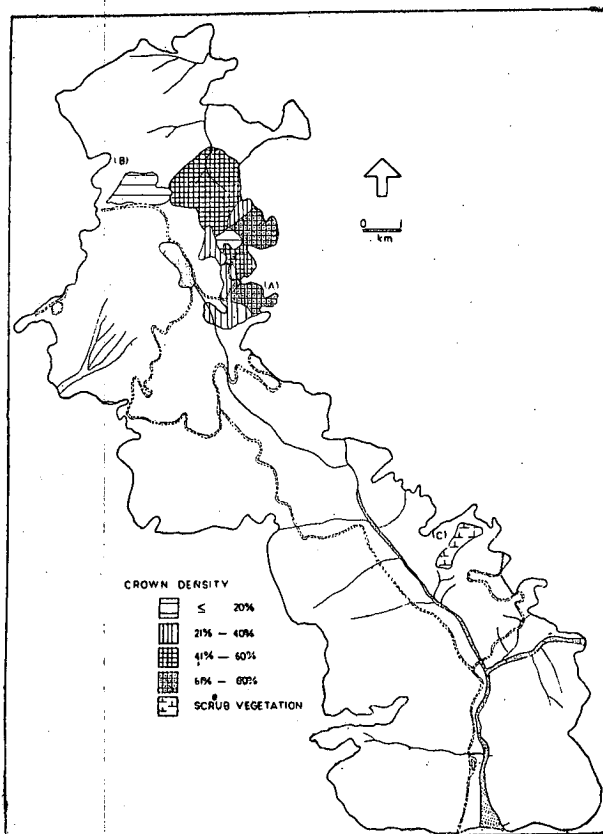 (B)
0 1
km
(A)
(C)
CROWN DENSITY
≤ 20%
21% — 40%
41% — 60%
61% — 80%
SCRUB VEGETATION